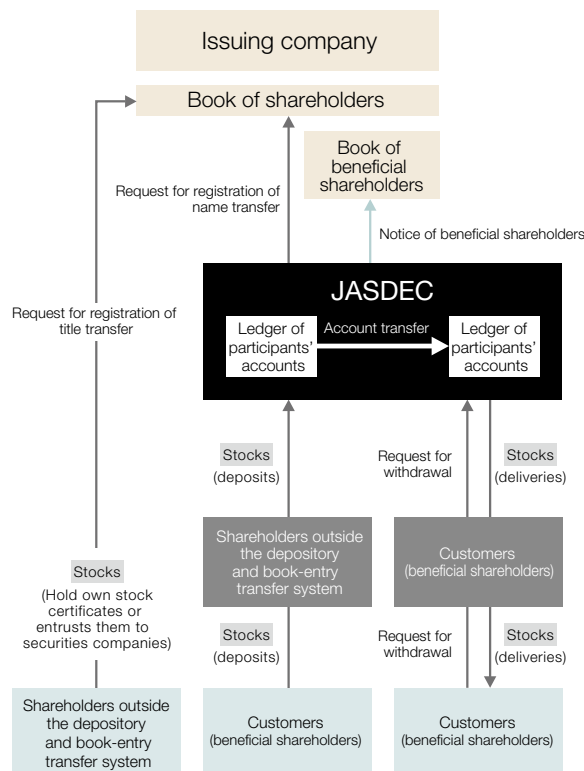 Issuing company
Book of shareholders
Book of
beneficial
shareholders
Request for registration of
name transfer
Notice of beneficial shareholders
JASDEC
Request for registration of
title transfer
Ledger of
participants'
accounts
Account transfer
Ledger of
participants'
accounts
Stocks
(deposits)
Request for
withdrawal
Stocks
(deliveries)
Shareholders outside
the depository
and book-entry
transfer system
Customers
(beneficial shareholders)
Stocks
(Hold own stock
certificates or
entrusts them to
securities companies)
Stocks
(deposits)
Request for
withdrawal
Stocks
(deliveries)
Shareholders outside
the depository
and book-entry
transfer system
Customers
(beneficial shareholders)
Customers
(beneficial shareholders)